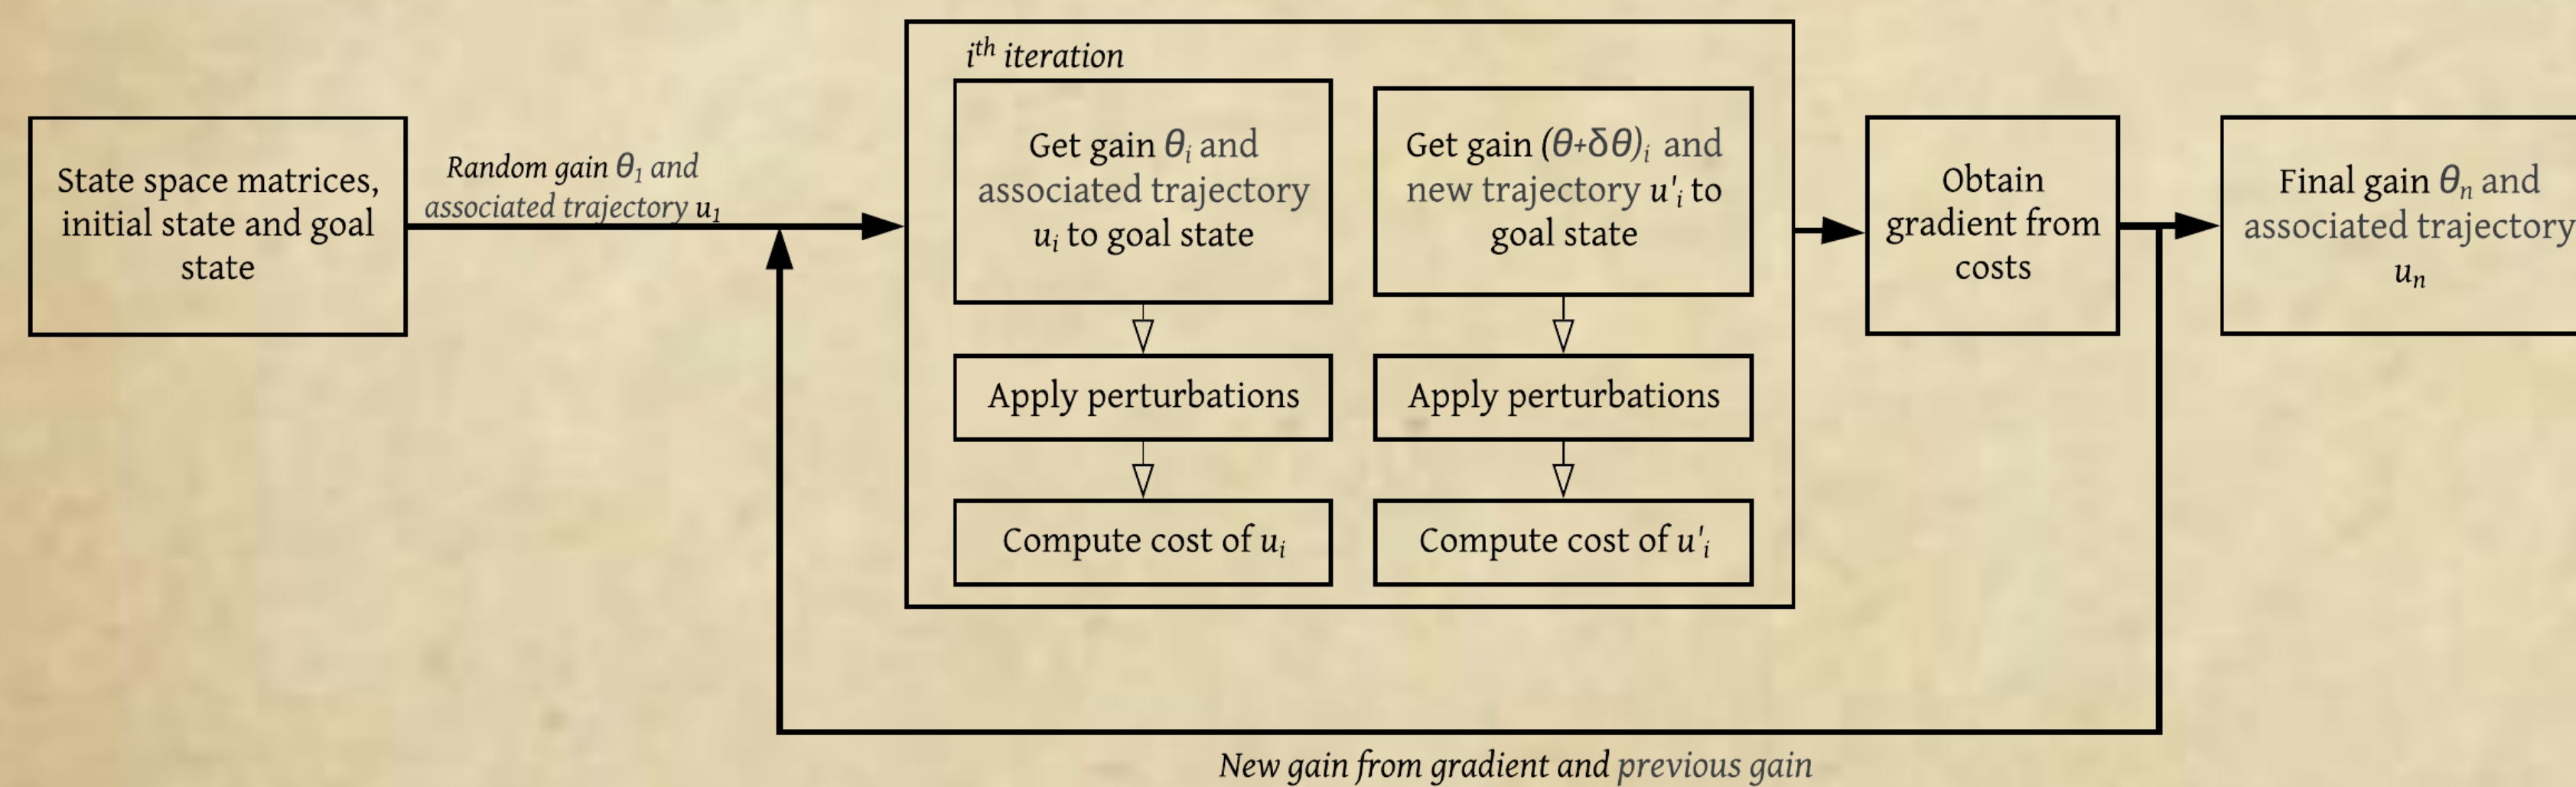 State space matrices,
initial state and goal
state
Random gain θ₁ and
associated trajectory u₁
iᵗʰ iteration
Get gain θᵢ and
associated trajectory
uᵢ to goal state
Apply perturbations
Compute cost of uᵢ
Get gain (θ+δθ)ᵢ and
new trajectory u'ᵢ to
goal state
Apply perturbations
Compute cost of u'ᵢ
Obtain
gradient from
costs
Final gain θₙ and
associated trajectory
uₙ
New gain from gradient and previous gain